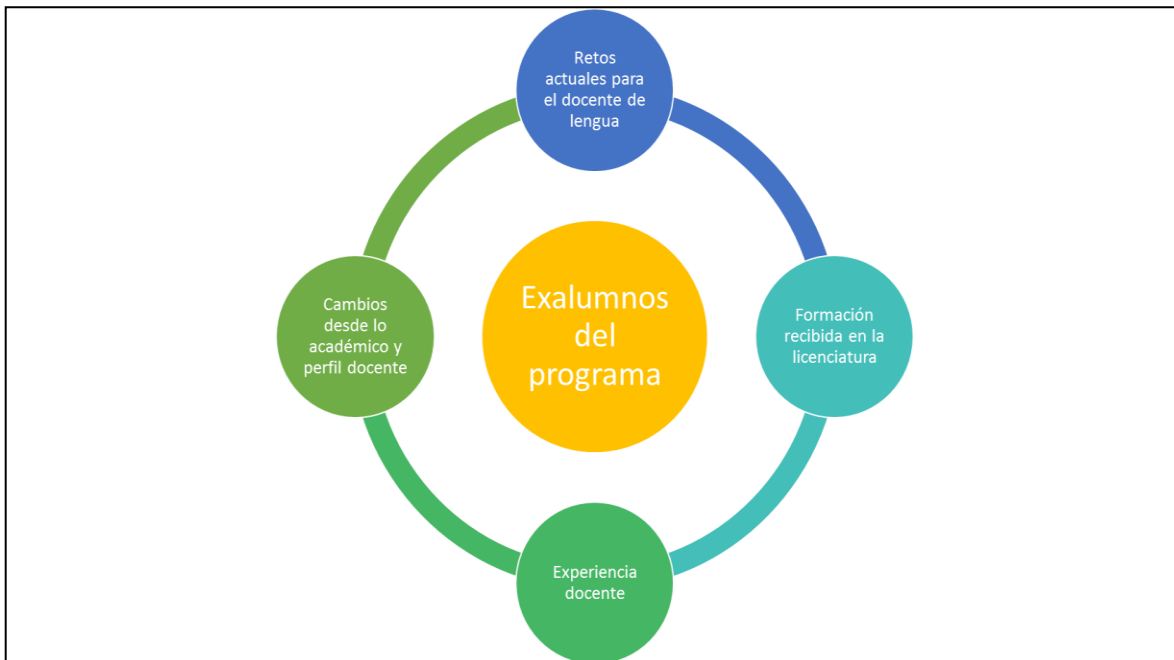 Retos
actuales para
el docente de
lengua
Exalumnos
del
programa
Cambios
desde lo
académico y
perfil docente
Formación
recibida en la
licenciatura
Experiencia
docente